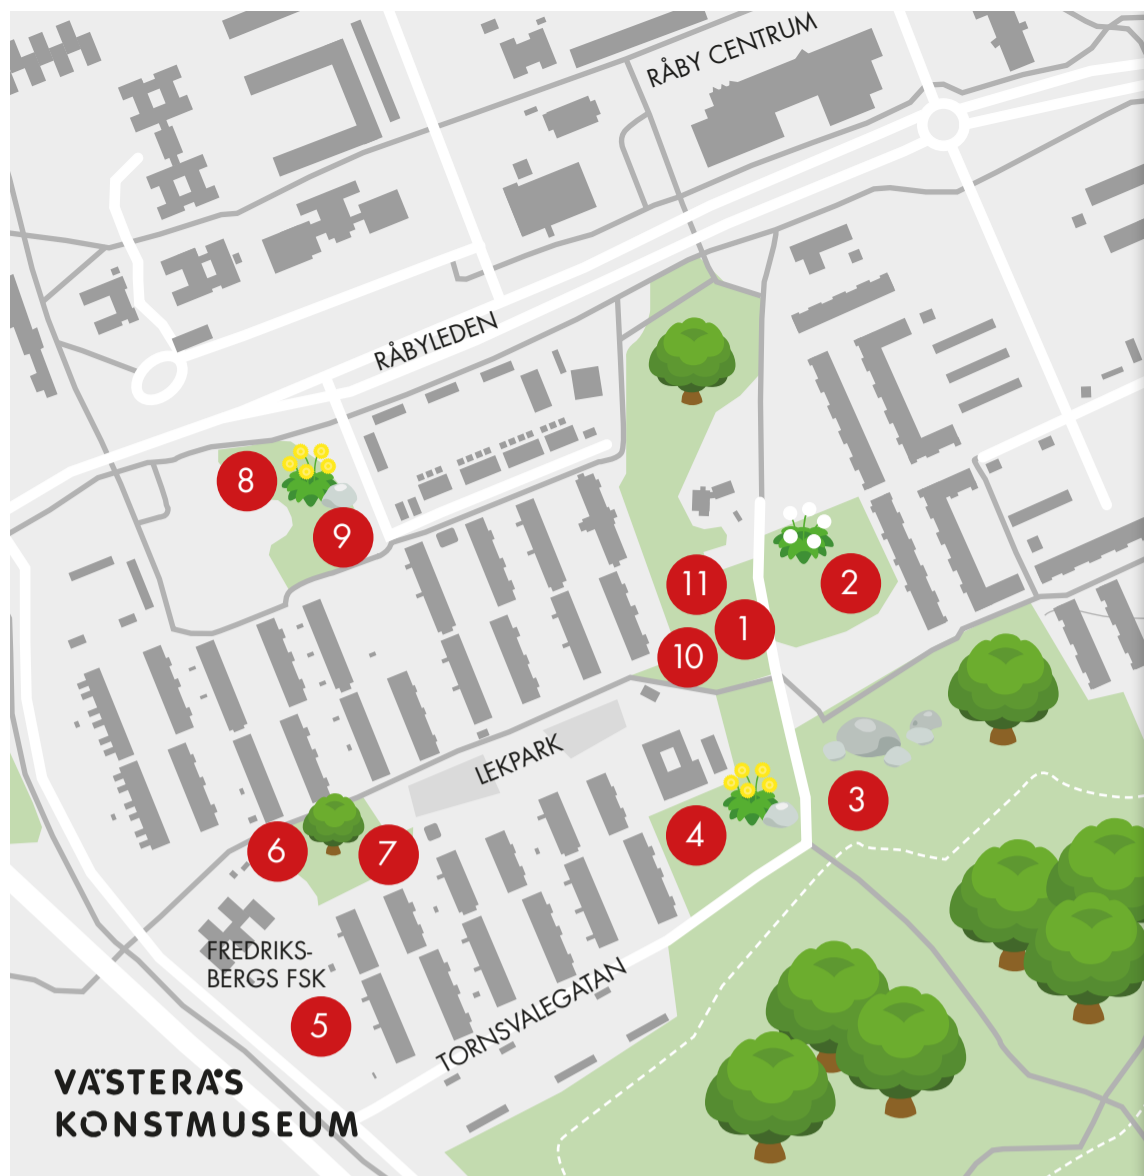 RÅBY CENTRUM
RÅBYLEDEN
8
9
11
2
1
10
LEKPARK
3
4
6
7
FREDRIKS-
BERGS FSK
5
TORNSVALEGATAN
VÄSTERÅS
KONSTMUSEUM